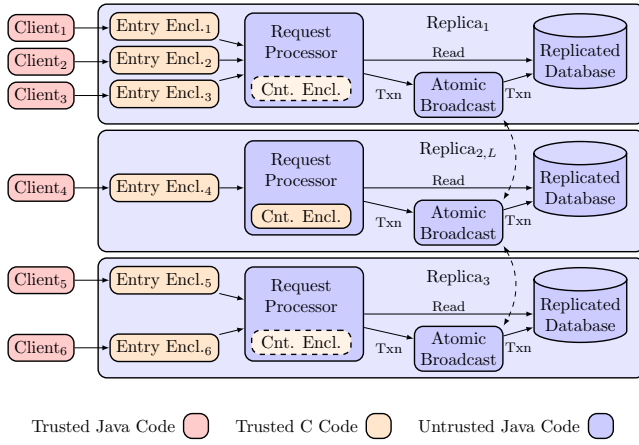 Client1
Client2
Client3
Entry Encl.1
Entry Encl.2
Entry Encl.3
Request
Processor
Cnt. Encl.
Replica1
Read
Txn
Atomic
Broadcast
Txn
Replicated
Database
Client4
Entry Encl.4
Request
Processor
Cnt. Encl.
Replica2,L
Read
Txn
Atomic
Broadcast
Txn
Replicated
Database
Client5
Client6
Entry Encl.5
Entry Encl.6
Request
Processor
Cnt. Encl.
Replica3
Read
Txn
Atomic
Broadcast
Txn
Replicated
Database
Trusted Java Code
Trusted C Code
Untrusted Java Code